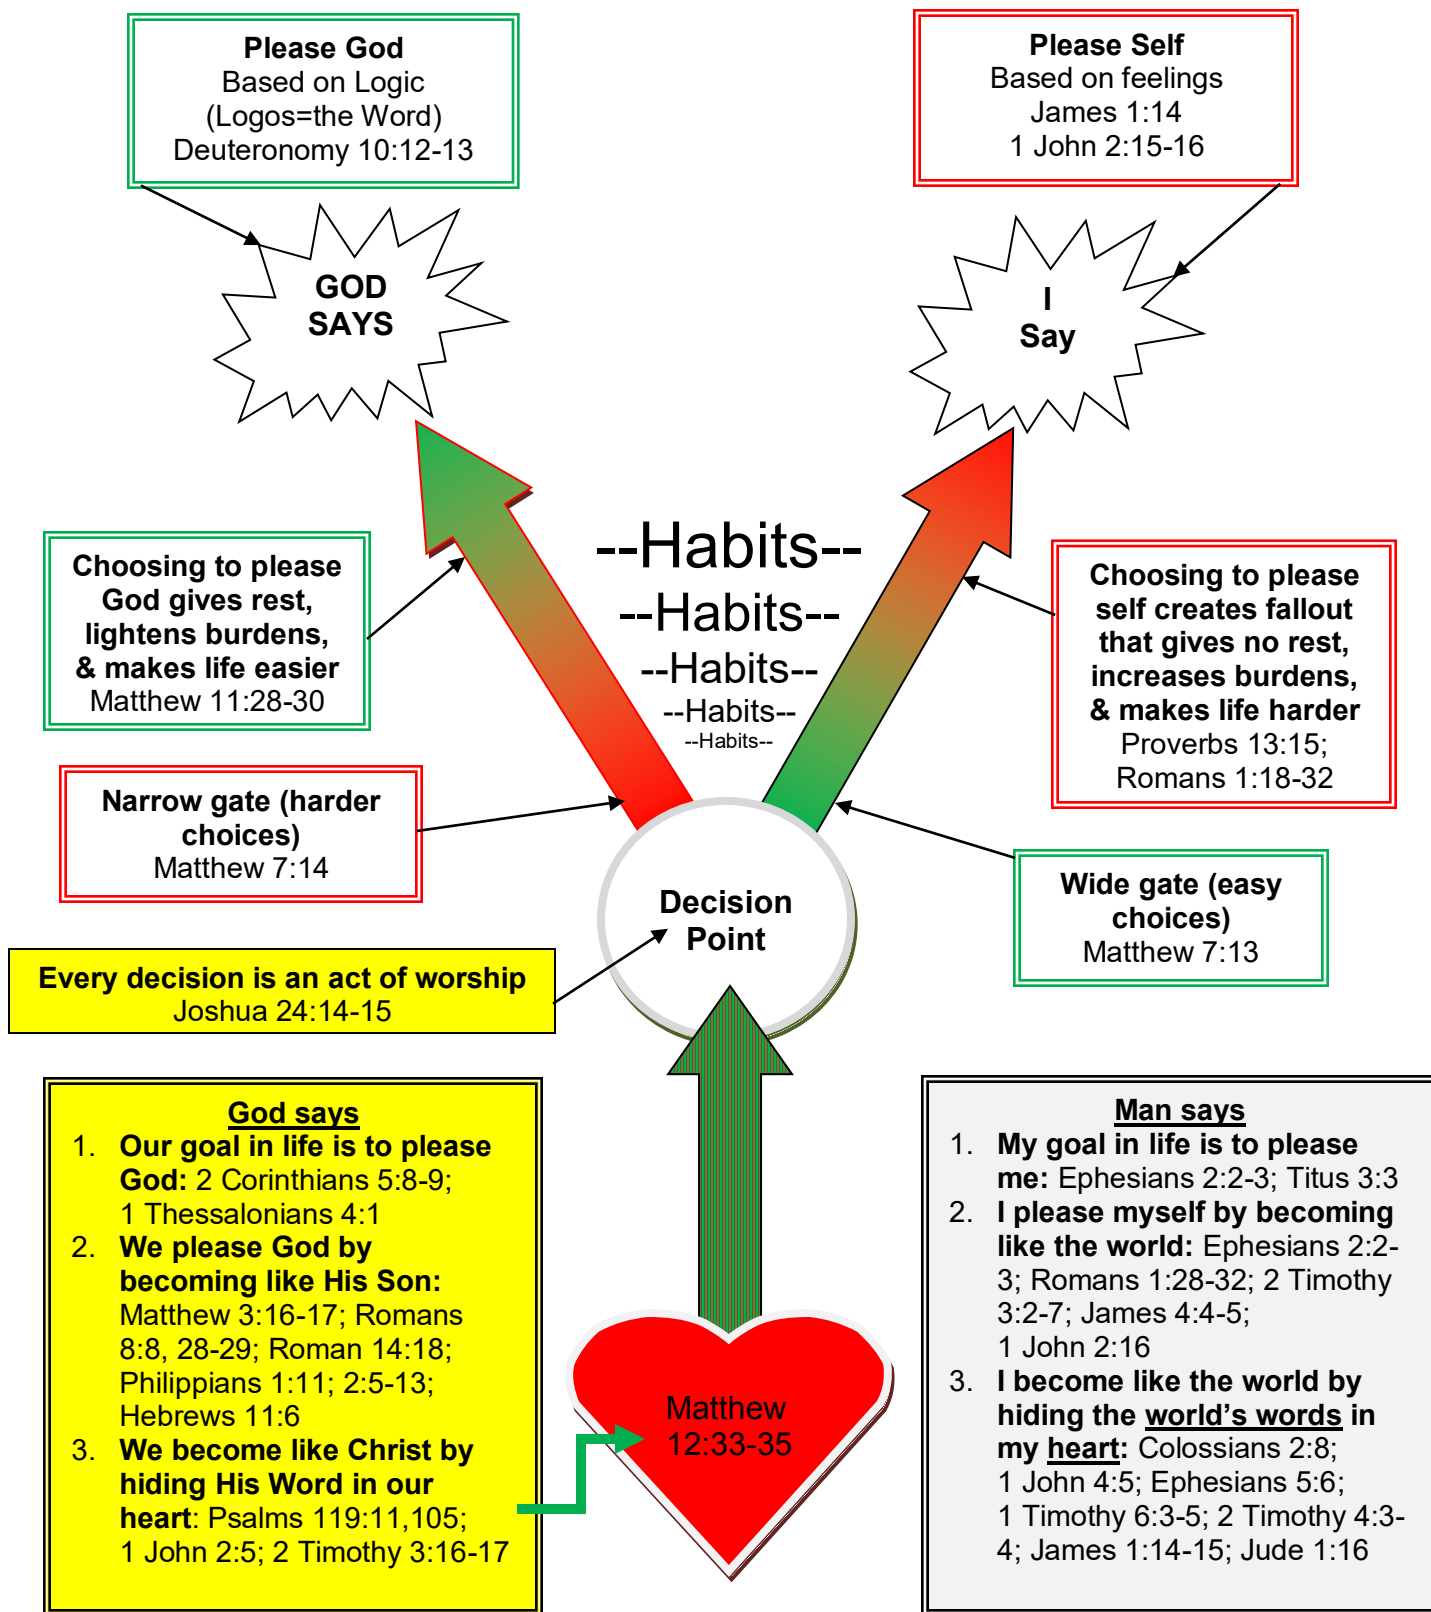 Please God
Based on Logic
(Logos=the Word)
Deuteronomy 10:12-13
Please Self
Based on feelings
James 1:14
1 John 2:15-16
GOD
SAYS
I
Say
--Habits--
--Habits--
--Habits--
--Habits--
--Habits--
Choosing to please
God gives rest,
lightens burdens,
& makes life easier
Matthew 11:28-30
Choosing to please
self creates fallout
that gives no rest,
increases burdens,
& makes life harder
Proverbs 13:15;
Romans 1:18-32
Narrow gate (harder
choices)
Matthew 7:14
Wide gate (easy
choices)
Matthew 7:13
Decision
Point
Every decision is an act of worship
Joshua 24:14-15
God says
1. Our goal in life is to please
God: 2 Corinthians 5:8-9;
1 Thessalonians 4:1
2. We please God by
becoming like His Son:
Matthew 3:16-17; Romans
8:8, 28-29; Roman 14:18;
Philippians 1:11; 2:5-13;
Hebrews 11:6
3. We become like Christ by
hiding His Word in our
heart: Psalms 119:11,105;
1 John 2:5; 2 Timothy 3:16-17
Matthew
12:33-35
Man says
1. My goal in life is to please
me: Ephesians 2:2-3; Titus 3:3
2. I please myself by becoming
like the world: Ephesians 2:2-
3; Romans 1:28-32; 2 Timothy
3:2-7; James 4:4-5;
1 John 2:16
3. I become like the world by
hiding the world's words in
my heart: Colossians 2:8;
1 John 4:5; Ephesians 5:6;
1 Timothy 6:3-5; 2 Timothy 4:3-
4; James 1:14-15; Jude 1:16